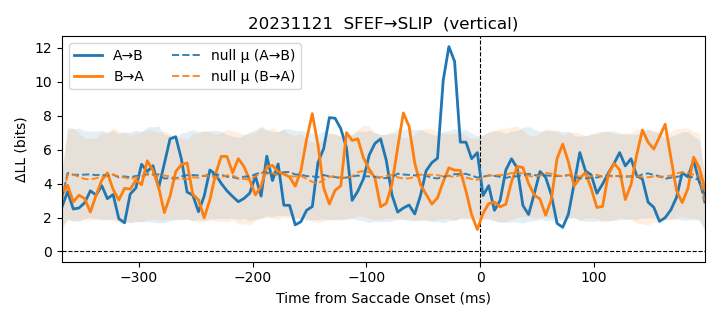 20231121  SFEF→SLIP  (vertical)
ΔLL (bits)
12
10
8
6
4
2
0
A→B
B→A
null μ (A→B)
null μ (B→A)
−300
−200
−100
0
100
Time from Saccade Onset (ms)